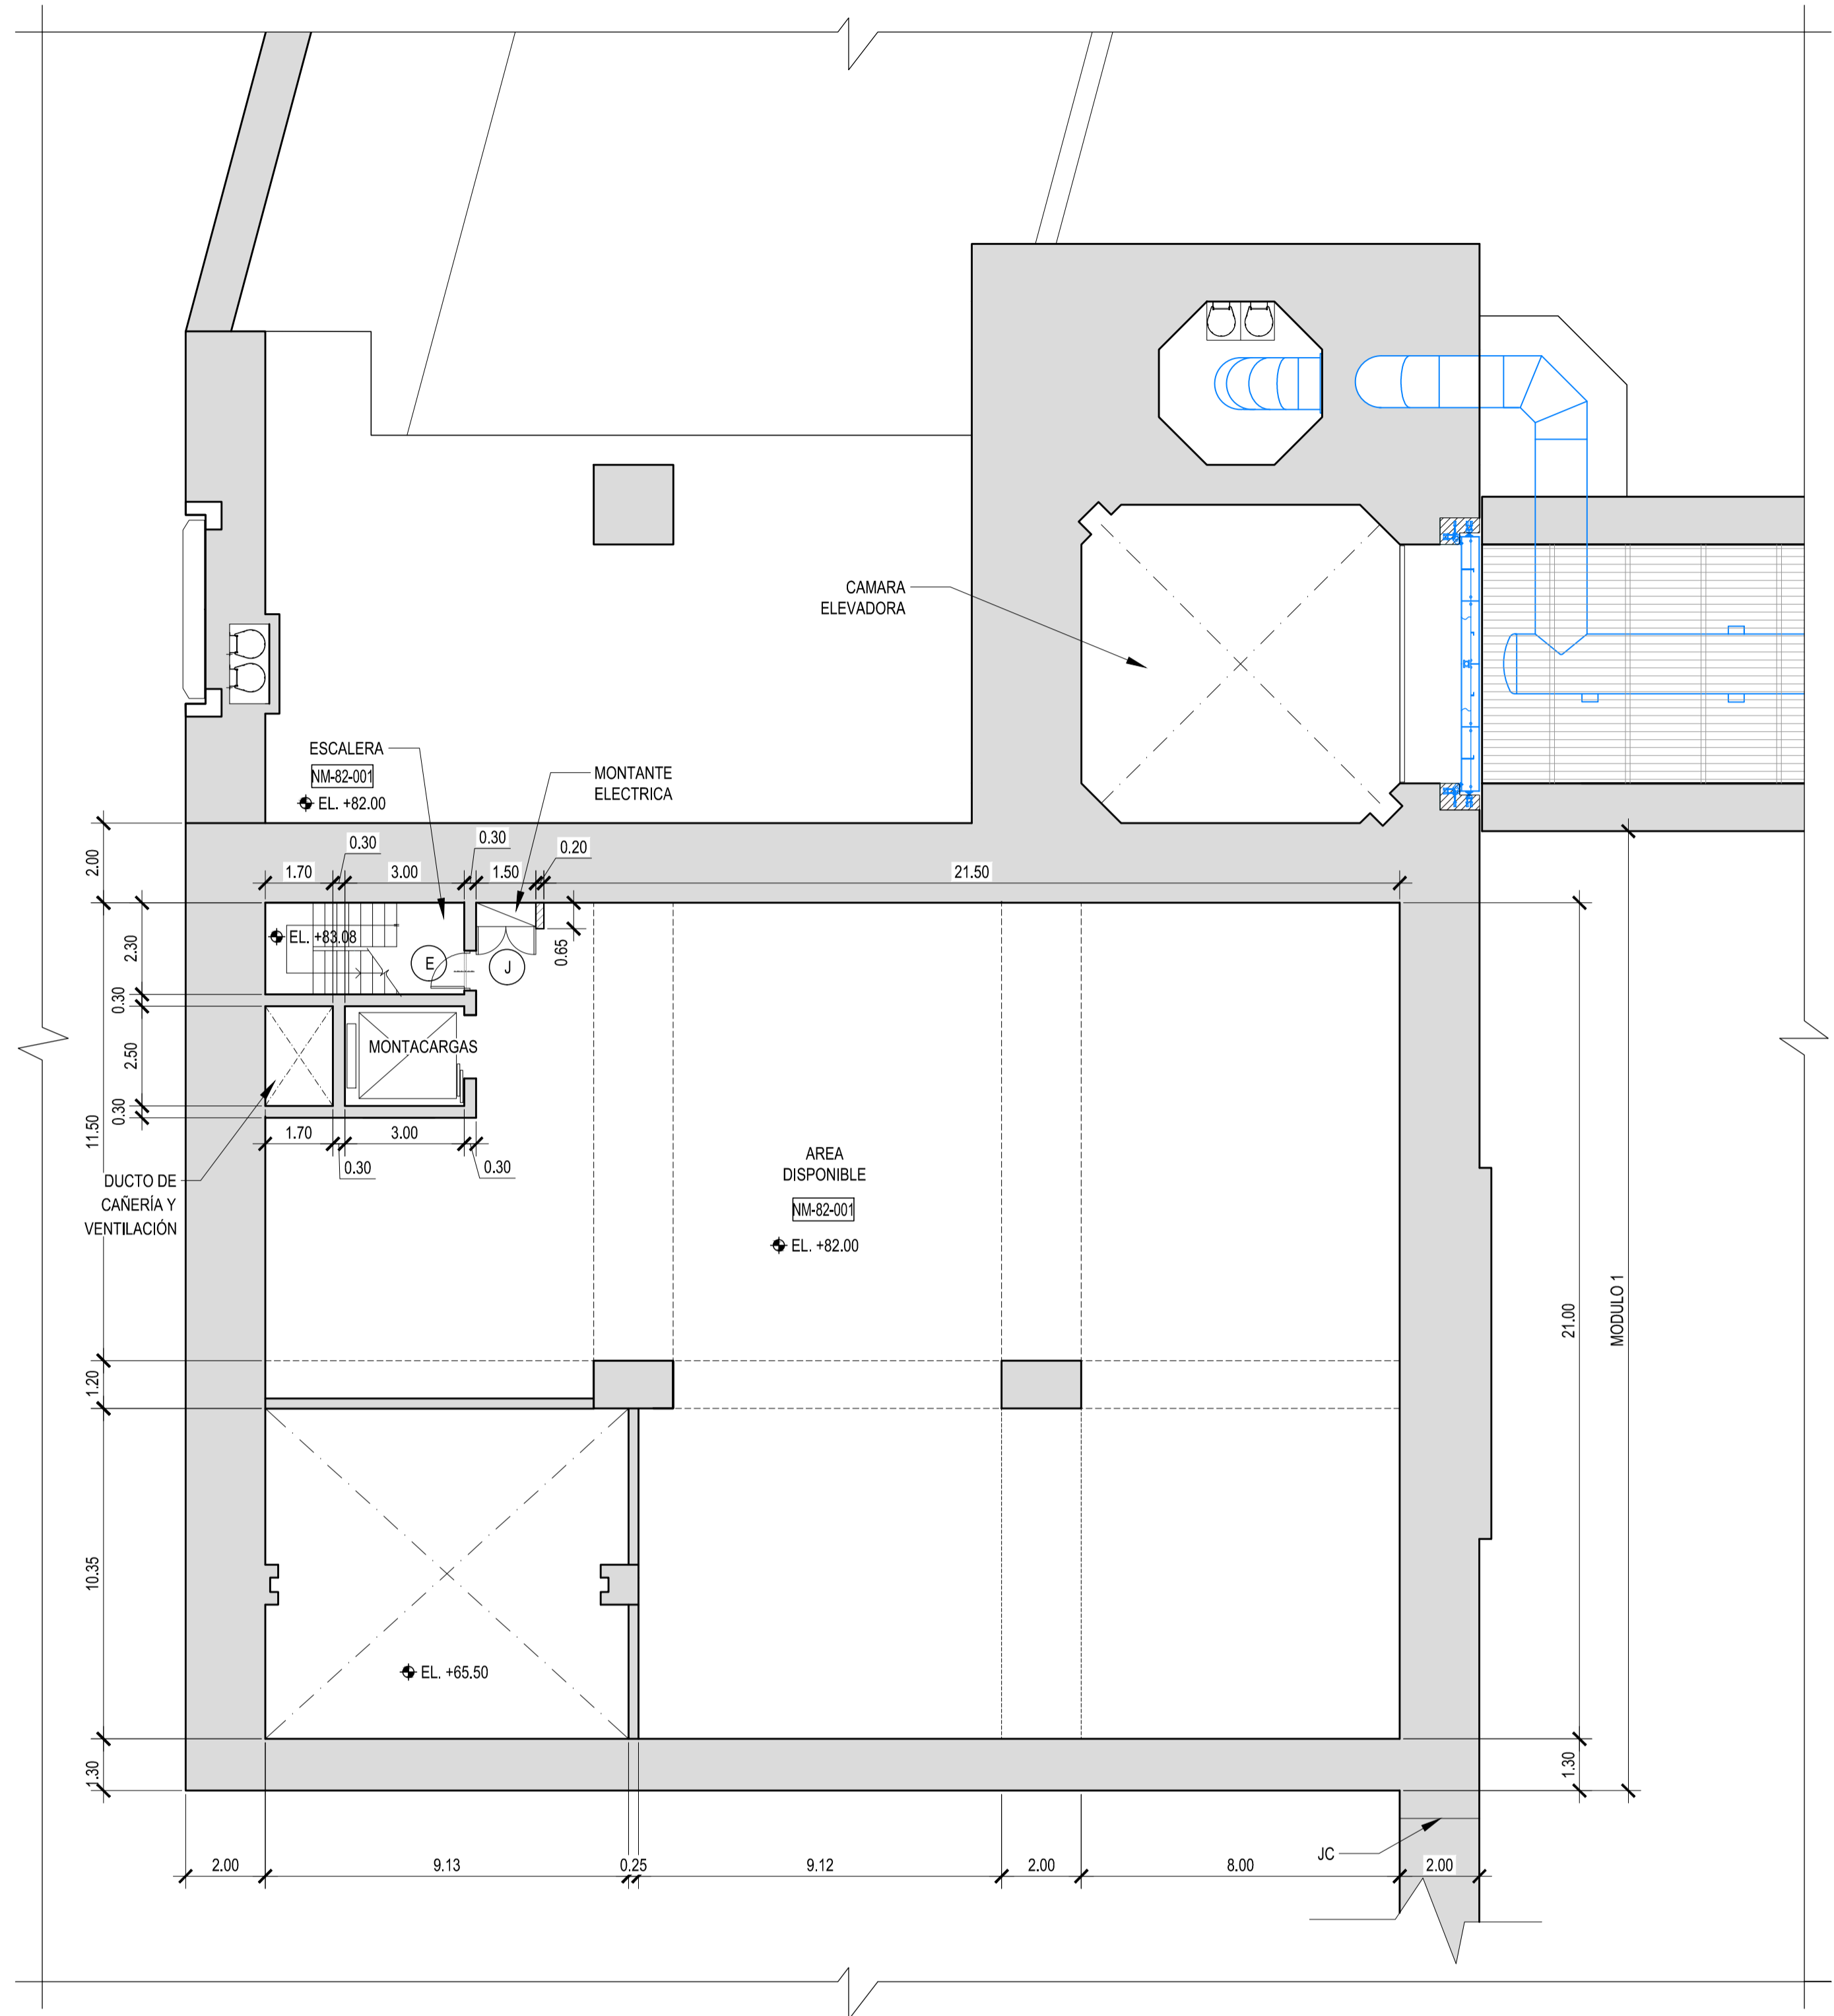 CAMARA
ELEVADORA
ESCALERA
NM-82-001
EL. +82.00
MONTANTE
ELECTRICA
2.00
0.30
0.30
0.20
1.70
3.00
1.50
21.50
EL. +83.08
E
J
0.65
2.30
0.30
2.50
0.30
11.50
MONTACARGAS
1.70
3.00
0.30
0.30
DUCTO DE
CAÑERÍA Y
VENTILACIÓN
AREA
DISPONIBLE
NM-82-001
EL. +82.00
21.00
MODULO 1
1.20
10.35
EL. +65.50
1.30
1.30
JC
2.00
9.13
0.25
9.12
2.00
8.00
2.00